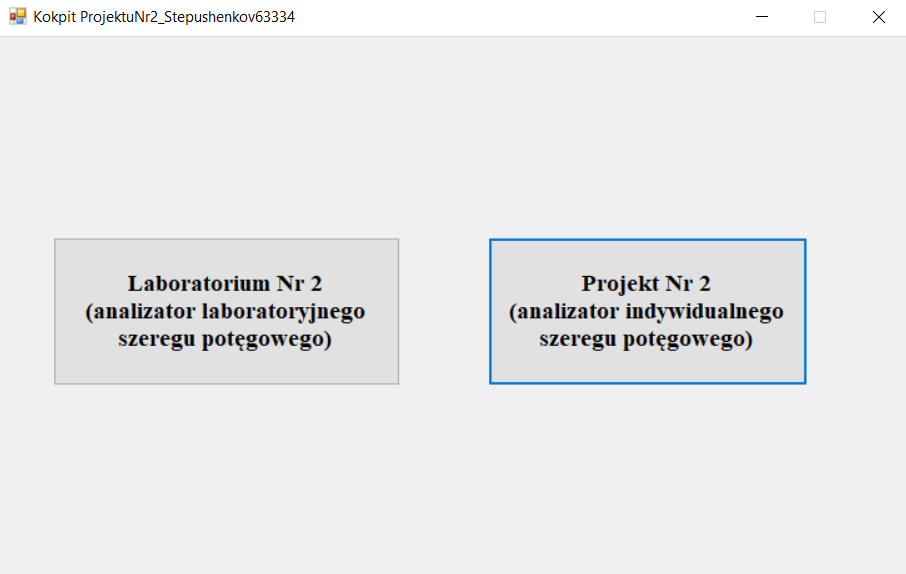 Kokpit ProjektuNr2_Stepushenkov63334
Laboratorium Nr 2
(analizator laboratoryjnego
szeregu potęgowego)
Projekt Nr 2
(analizator indywidualnego
szeregu potęgowego)